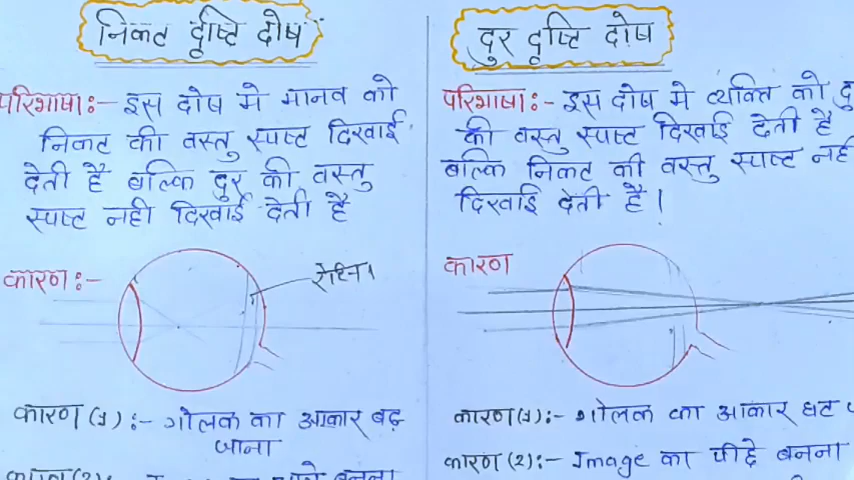 निकट दृष्टि दोष
परिभाषा :- इस दोष मे मानव को
निकट की वस्तु स्पष्ट दिखाई
देती है बल्कि दुर की वस्तु
स्पष्ट नही दिखाई देती है
कारण :-
रेटिना
कारण (1) :- गोलक का आकार बढ़
जाना
दुर दृष्टि दोष
परिभाषा :- इस दोष मे व्यक्ति को
की वस्तु स्पष्ट दिखाई देती है
बल्कि निकट की वस्तु स्पष्ट नही
दिखाई देती है।
कारण
कारण (1) :- गोलक का आकार घट
कारण (2) :- Image का पीछे बनना